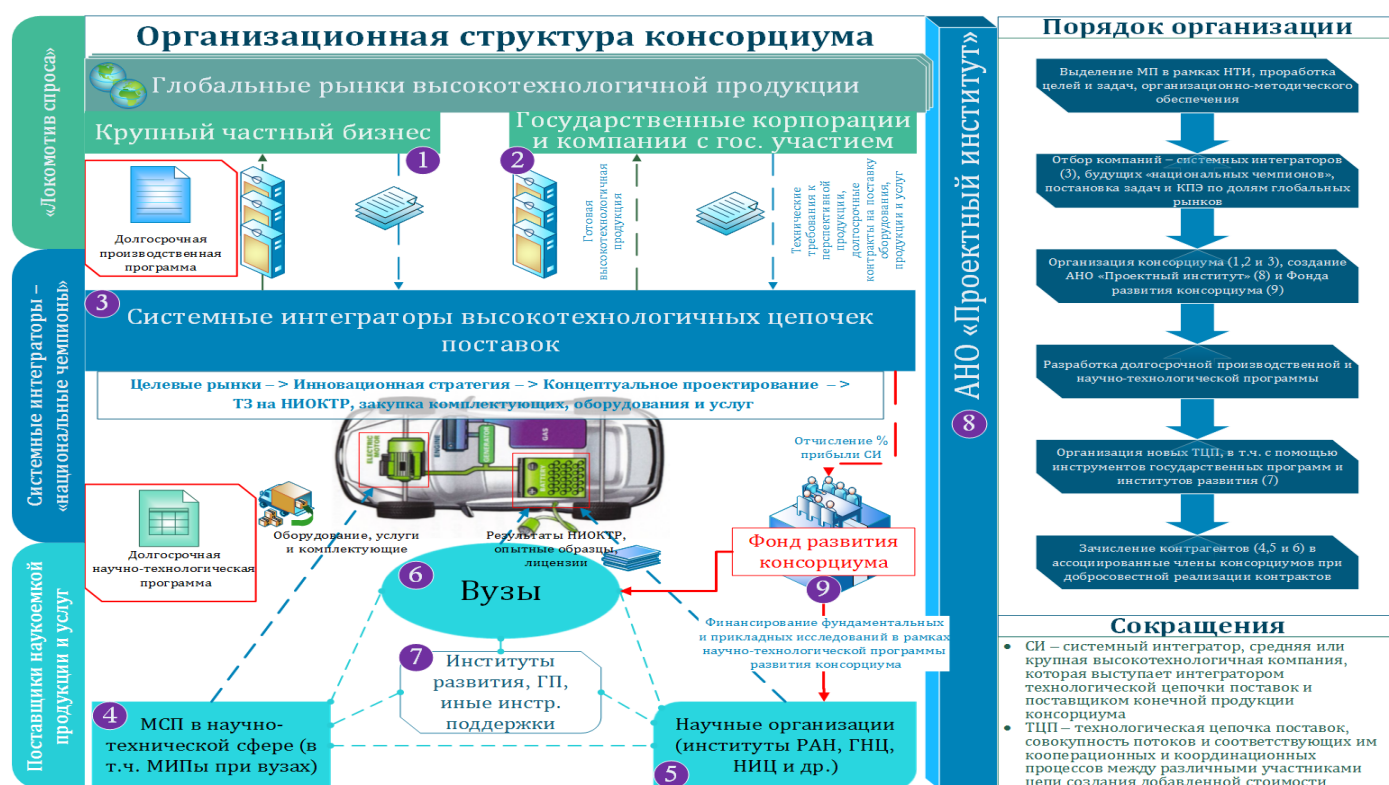 Организационная структура консорциума
«Локомотив спроса»
Глобальные рынки высокотехнологичной продукции
Крупный частный бизнес
1
Государственные корпорации
и компании с гос. участием
2
Долгосрочная
производственная
программа
Готовая
высокотехнологичная
продукция
Технические
требования к
перспективной
продукции,
долгосрочные
контракты на поставку
оборудования,
продукции и услуг
Системные интеграторы –
«национальные чемпионы»
3
Системные интеграторы высокотехнологичных цепочек
поставок
Целевые рынки – > Инновационная стратегия – > Концептуальное проектирование – >
ТЗ на НИОКТР, закупка комплектующих, оборудования и услуг
ELECTRIC
MOTOR
ENGINE
GENERATOR
GAS
BATTERY
Отчисление %
прибыли СИ
Оборудование, услуги
и комплектующие
Результаты НИОКТР,
опытные образцы,
лицензии
Долгосрочная
научно-технологическая
программа
Поставщики наукоемкой
продукции и услуг
6
Вузы
Фонд развития
консорциума
9
Финансирование фундаментальных
и прикладных исследований в рамках
научно-технологической программы
развития консорциума
7
Институты
развития, ГП,
иные инстр.
поддержки
4
МСП в научно-
технической сфере (в
т.ч. МИПы при вузах)
Научные организации
(институты РАН, ГНЦ,
НИЦ и др.)
5
АНО «Проектный институт»
8
Порядок организации
Выделение МП в рамках НТИ, проработка
целей и задач, организационно-методического
обеспечения
Отбор компаний – системных интеграторов
(3), будущих «национальных чемпионов»,
постановка задач и КПЭ по долям глобальных
рынков
Организация консорциума (1,2 и 3), создание
АНО «Проектный институт» (8) и Фонда
развития консорциума (9)
Разработка долгосрочной производственной и
научно-технологической программы
Организация новых ТЦП, в т.ч. с помощью
инструментов государственных программ и
институтов развития (7)
Зачисление контрагентов (4,5 и 6) в
ассоциированные члены консорциумов при
добросовестной реализации контрактов
Сокращения
• СИ – системный интегратор, средняя или
крупная высокотехнологичная компания,
которая выступает интегратором
технологической цепочки поставок и
поставщиком конечной продукции
консорциума
• ТЦП – технологическая цепочка поставок,
совокупность потоков и соответствующих им
кооперационных и координационных
процессов между различными участниками
цепи создания добавленной стоимости